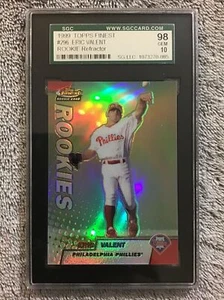 SGC
SGCCARD.COM
1999 TOPPS FINEST
#296 ERIC VALENT
ROOKIE Refractor
98
GEM
10
ROOKIES
Phillies
ERIC VALENT
PHILADELPHIA PHILLIES